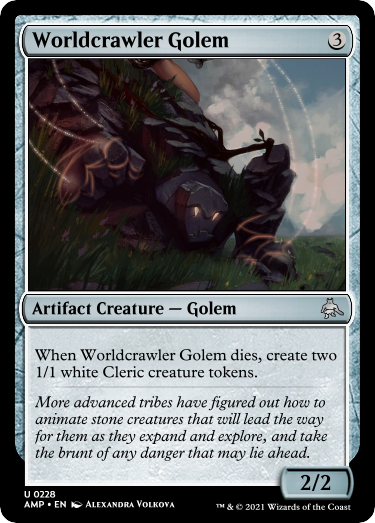 Worldcrawler Golem 3
Artifact Creature — Golem
When Worldcrawler Golem dies, create two
1/1 white Cleric creature tokens.
More advanced tribes have figured out how to
animate stone creatures that will lead the way
for them as they expand and explore, and take
the brunt of any danger that may lie ahead.
2/2
U 0228
AMP • EN Alexandra Volkova
™ & © 2021 Wizards of the Coast